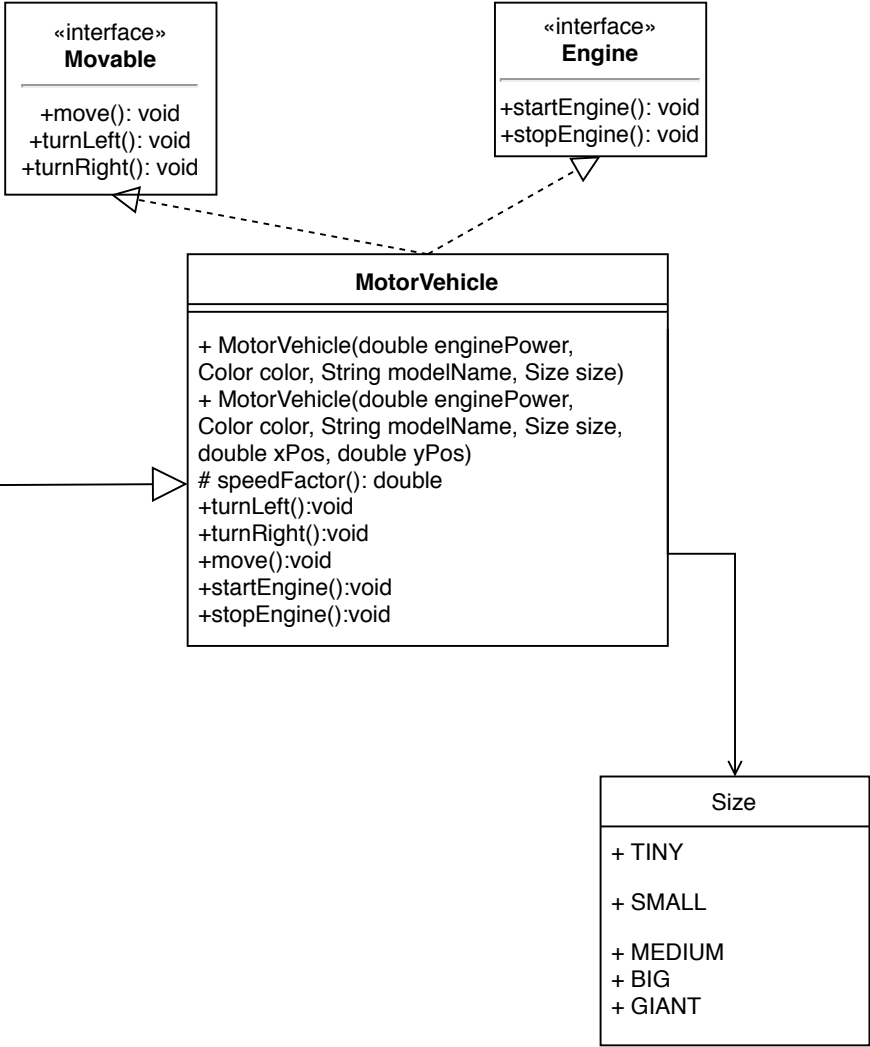 «interface»
Movable
+move(): void
+turnLeft(): void
+turnRight(): void
«interface»
Engine
+startEngine(): void
+stopEngine(): void
MotorVehicle
+ MotorVehicle(double enginePower,
Color color, String modelName, Size size)
+ MotorVehicle(double enginePower,
Color color, String modelName, Size size,
double xPos, double yPos)
# speedFactor(): double
+turnLeft():void
+turnRight():void
+move():void
+startEngine():void
+stopEngine():void
Size
+ TINY
+ SMALL
+ MEDIUM
+ BIG
+ GIANT